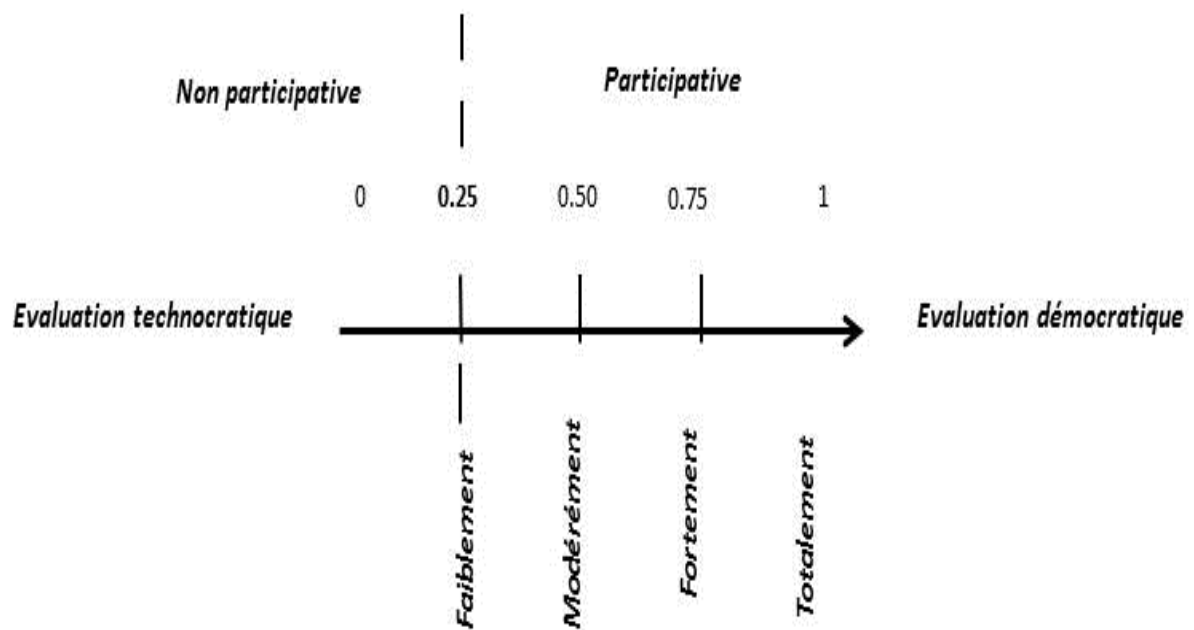 Non participative
Participative
0 0.25 0.50 0.75 1
Evaluation technocratique
Evaluation démocratique
Faiblement
Modérément
Fortement
Totalement